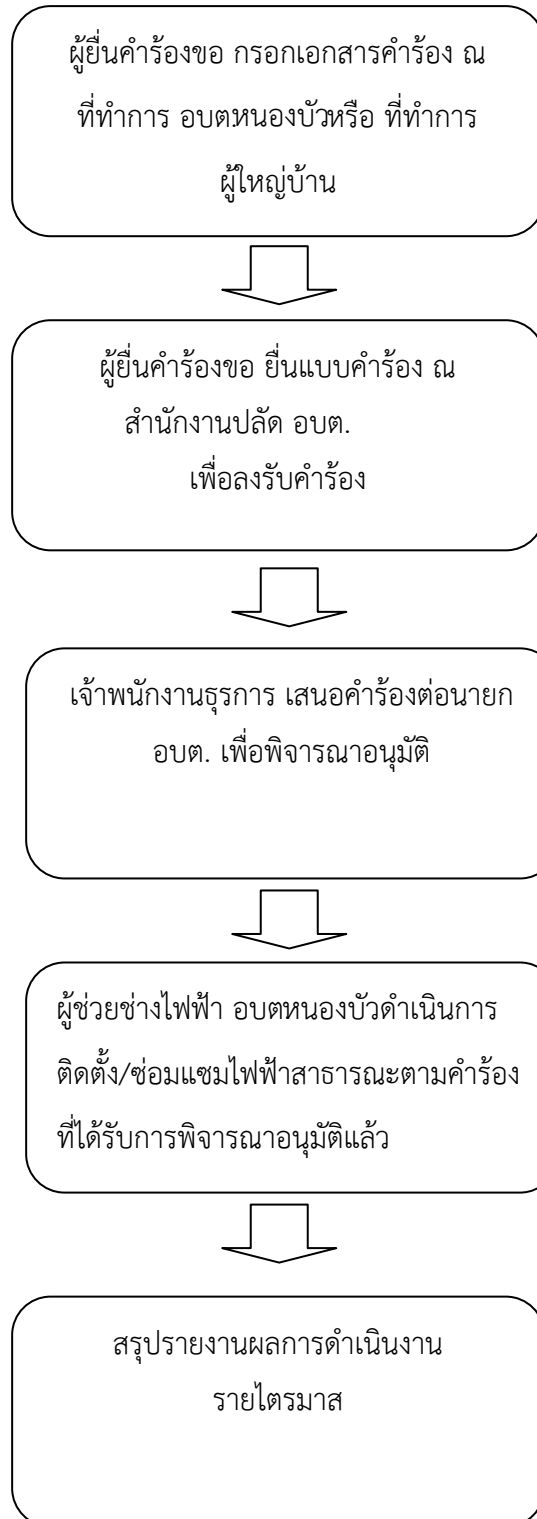 ผู้ยื่นคำร้องขอ กรอกเอกสารคำร้อง ณ
ที่ทำการ อบต.หนองบัวหรือ ที่ทำการ
ผู้ใหญ่บ้าน
ผู้ยื่นคำร้องขอ ยื่นแบบคำร้อง ณ
สำนักงานปลัด อบต.
เพื่อลงรับคำร้อง
เจ้าพนักงานธุรการ เสนอคำร้องต่อนายก
อบต. เพื่อพิจารณาอนุมัติ
ผู้ช่วยช่างไฟฟ้า อบตหนองบัวดำเนินการ
ติดตั้ง/ซ่อมแซมไฟฟ้าสาธารณะตามคำร้อง
ที่ได้รับการพิจารณาอนุมัติแล้ว
สรุปรายงานผลการดำเนินงาน
รายไตรมาส